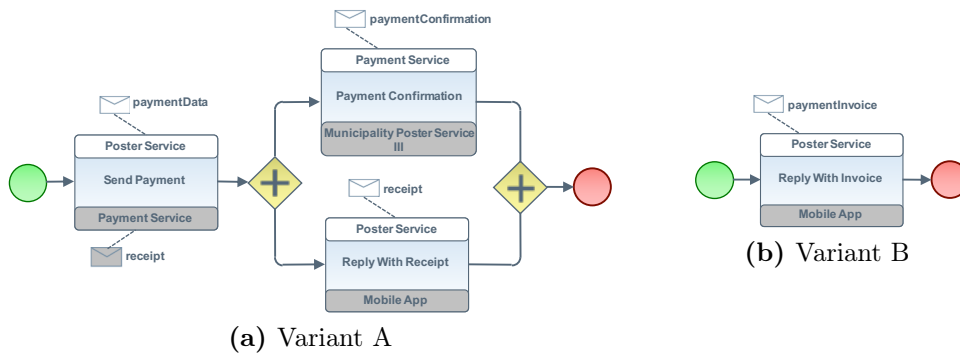 paymentConfirmation
Payment Service
Payment Confirmation
Municipality Poster Service
III
paymentData
Poster Service
Send Payment
Payment Service
receipt
receipt
Poster Service
Reply With Receipt
Mobile App
(a) Variant A
paymentInvoice
Poster Service
Reply With Invoice
Mobile App
(b) Variant B